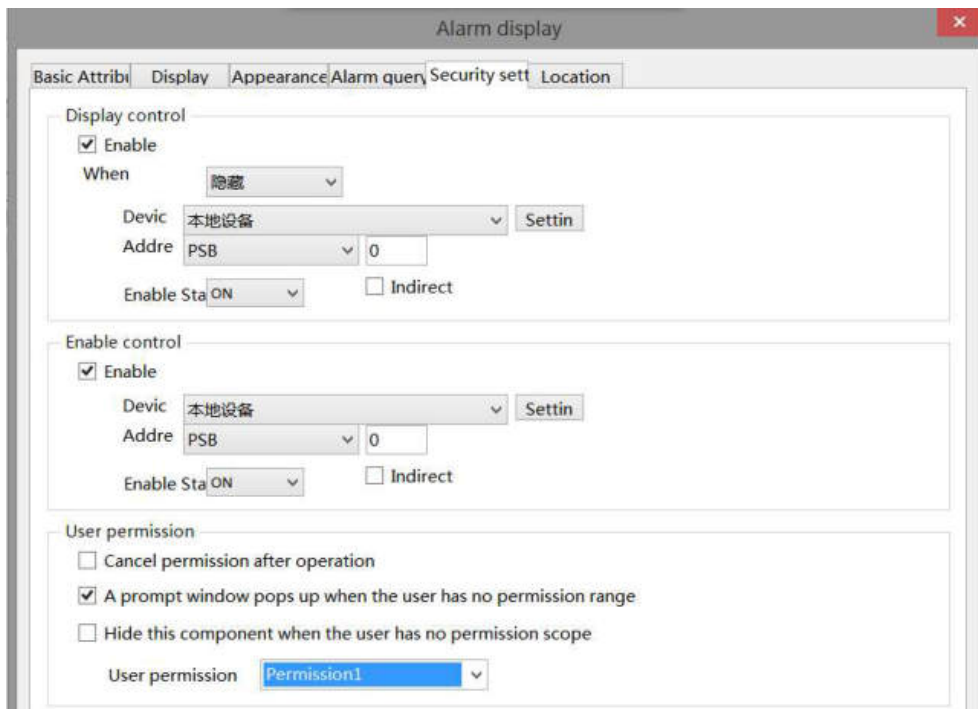 Alarm display
Basic Attribu Display Appearance Alarm query Security sett Location
Display control
Enable
When 隐藏
Devic 本地设备 Settin
Addre PSB 0
Enable Sta ON Indirect
Enable control
Enable
Devic 本地设备 Settin
Addre PSB 0
Enable Sta ON Indirect
User permission
Cancel permission after operation
A prompt window pops up when the user has no permission range
Hide this component when the user has no permission scope
User permission Permission1